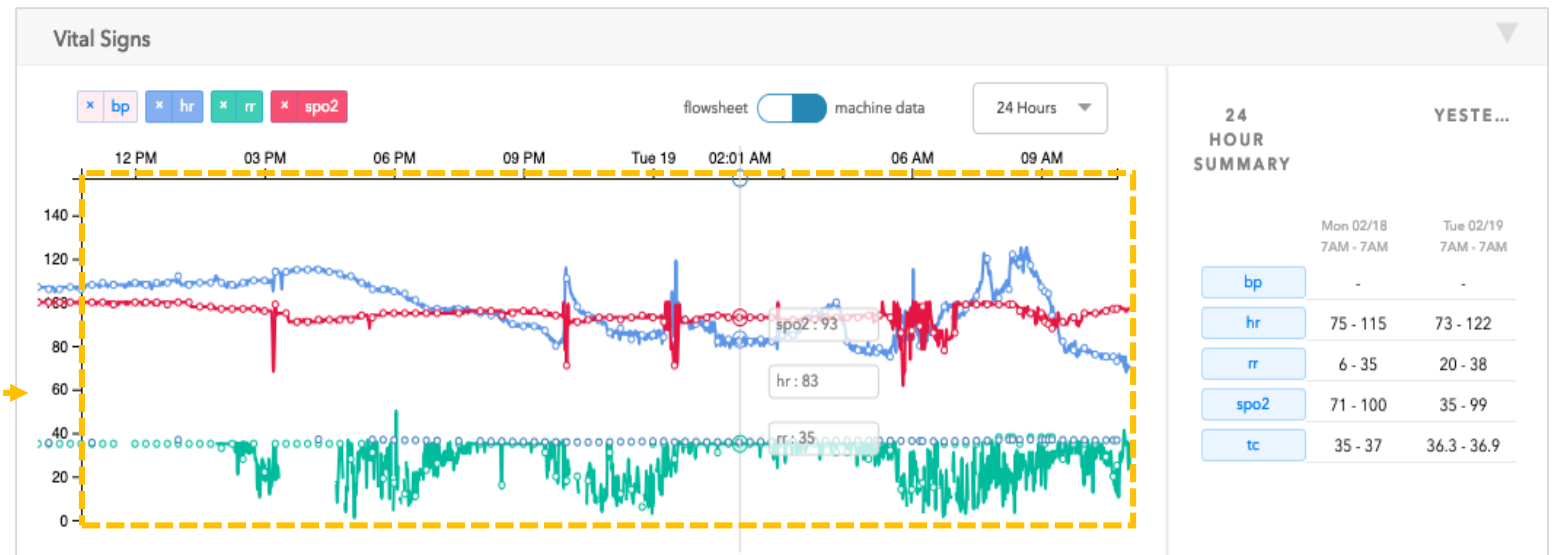 Vital Signs
× bp × hr × rr × spo2
flowsheet machine data
24 Hours
12 PM 03 PM 06 PM 09 PM Tue 19 02:01 AM 06 AM 09 AM
140
120
100
80
60
40
20
0
spo2 : 93
hr : 83
rr : 35
24 HOUR SUMMARY
YESTE...
Mon 02/18 Tue 02/19
7AM - 7AM 7AM - 7AM
bp - -
hr 75 - 115 73 - 122
rr 6 - 35 20 - 38
spo2 71 - 100 35 - 99
tc 35 - 37 36.3 - 36.9